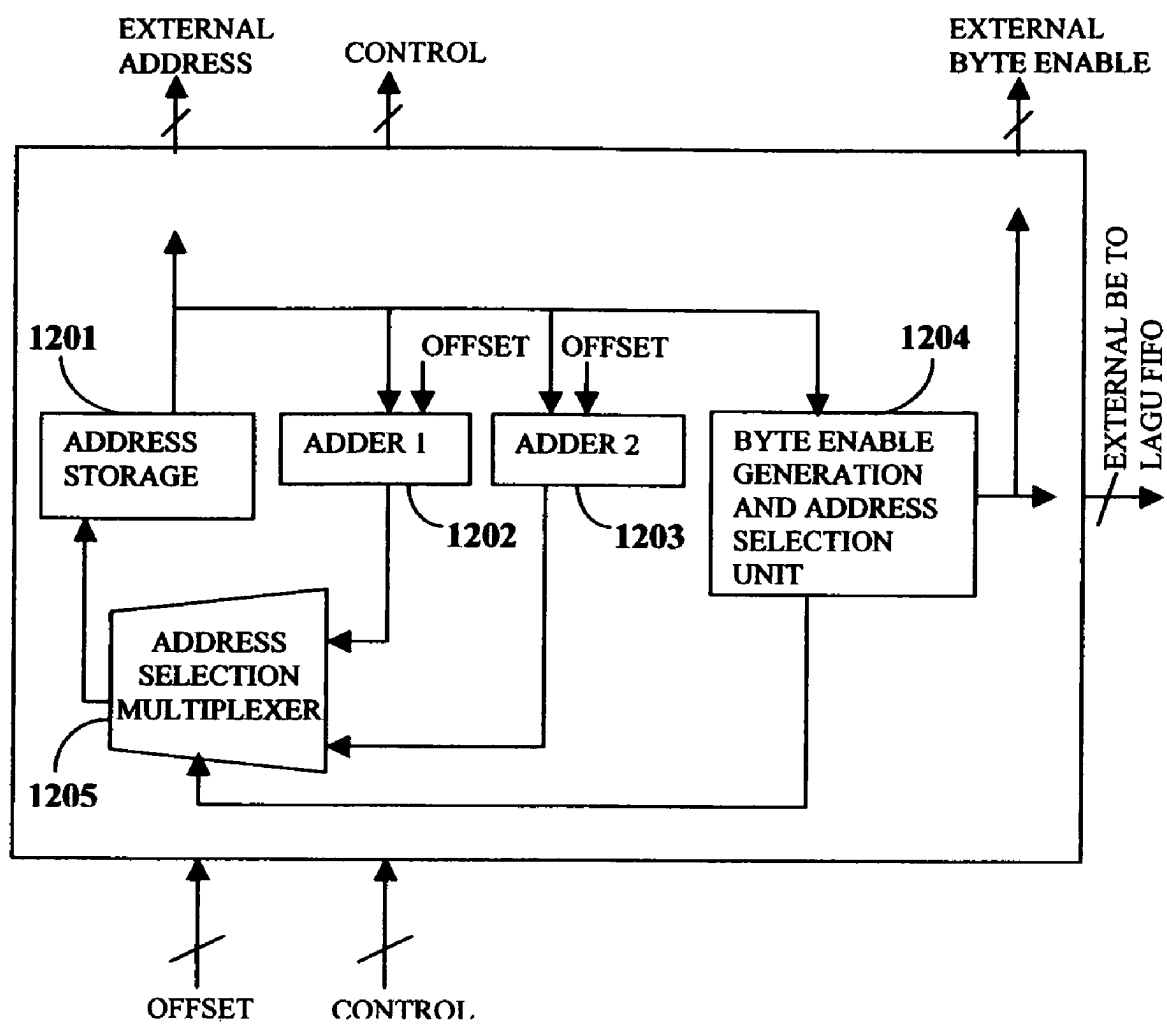 EXTERNAL
ADDRESS
CONTROL
EXTERNAL
BYTE ENABLE
EXTERNAL BE TO
LAGU FIFO
1201
OFFSET
OFFSET
1204
ADDRESS
STORAGE
ADDER 1
ADDER 2
BYTE ENABLE
GENERATION
AND ADDRESS
SELECTION
UNIT
1202
1203
ADDRESS
SELECTION
MULTIPLEXER
1205
OFFSET
CONTROL